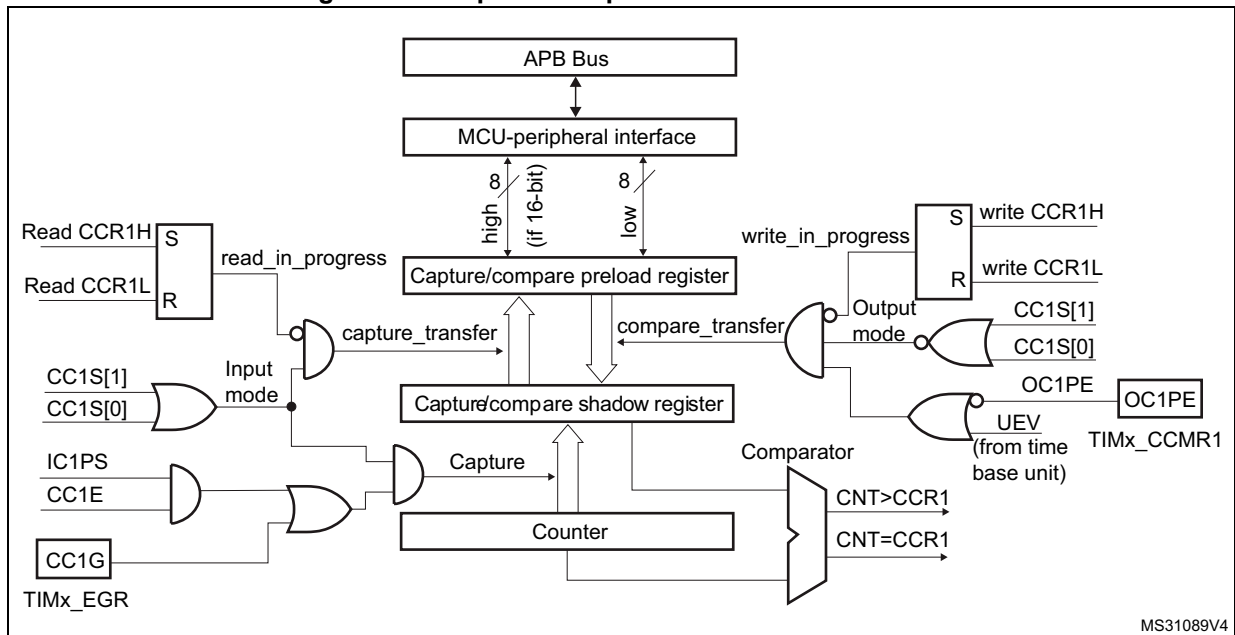 APB Bus
MCU-peripheral interface
8
high
(if 16-bit)
8
low
Read CCR1H
S
Read CCR1L
R
read_in_progress
write_in_progress
S
write CCR1H
R
write CCR1L
Capture/compare preload register
capture_transfer
compare_transfer
Output
mode
CC1S[1]
CC1S[0]
CC1S[1]
CC1S[0]
Input
mode
Capture/compare shadow register
OC1PE
OC1PE
UEV
(from time
base unit)
TIMx_CCMR1
IC1PS
CC1E
Capture
Comparator
CNT>CCR1
CNT=CCR1
Counter
CC1G
TIMx_EGR
MS31089V4